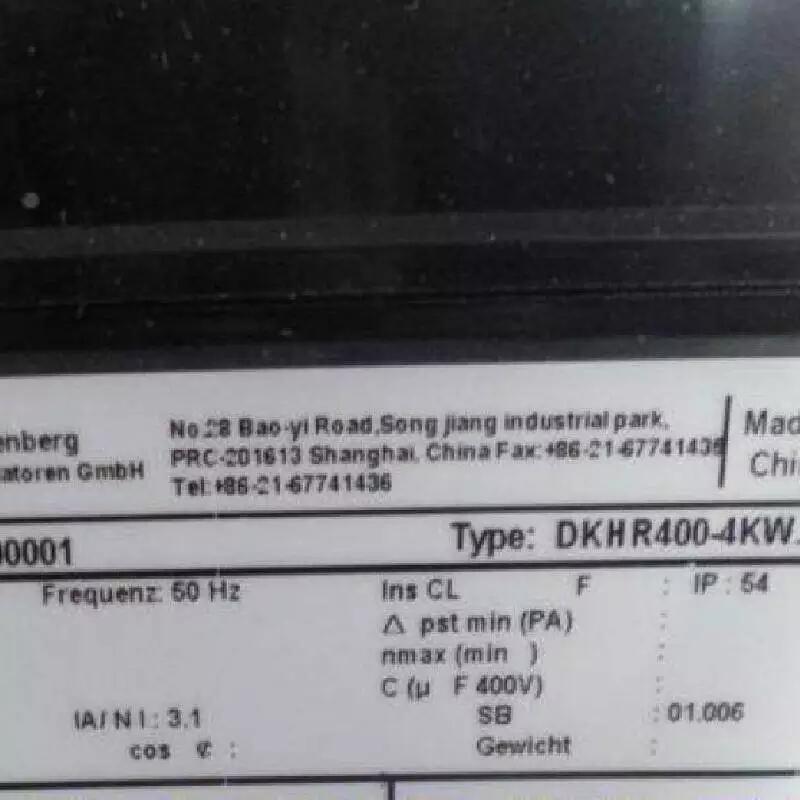 enberg
atoren GmbH
No.28 Bao-yi Road,Song jiang industrial park,
PRC-201613 Shanghai, China Fax:+86-21-67741436
Tel:+86-21-67741436
Mad
Chi
00001
Type: DKHR400-4KW.
Frequenz: 50 Hz
Ins CL F : IP : 54
Δ pst min (PA) :
nmax (min ) :
C (µ F 400V) :
IA/ N I : 3.1
SB : 01.006
cos ¢ :
Gewicht :